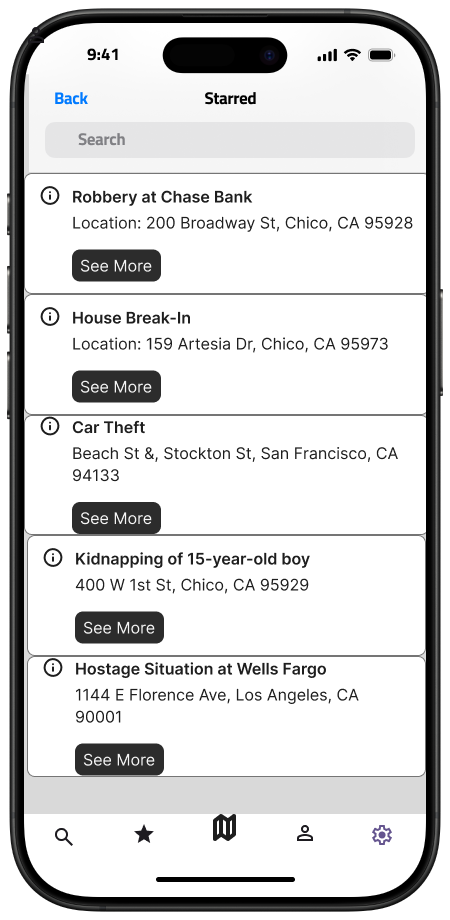 9:41
Back
Starred
Search
Robbery at Chase Bank
Location: 200 Broadway St, Chico, CA 95928
See More
House Break-In
Location: 159 Artesia Dr, Chico, CA 95973
See More
Car Theft
Beach St &, Stockton St, San Francisco, CA
94133
See More
Kidnapping of 15-year-old boy
400 W 1st St, Chico, CA 95929
See More
Hostage Situation at Wells Fargo
1144 E Florence Ave, Los Angeles, CA
90001
See More